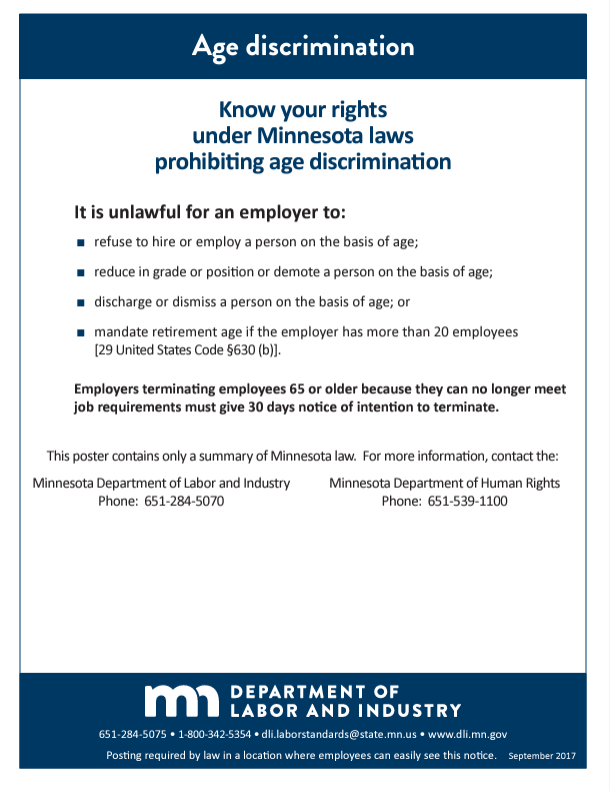 Age discrimination
Know your rights
under Minnesota laws
prohibiting age discrimination
It is unlawful for an employer to:
■ refuse to hire or employ a person on the basis of age;
■ reduce in grade or position or demote a person on the basis of age;
■ discharge or dismiss a person on the basis of age; or
■ mandate retirement age if the employer has more than 20 employees
[29 United States Code §630 (b)].
Employers terminating employees 65 or older because they can no longer meet
job requirements must give 30 days notice of intention to terminate.
This poster contains only a summary of Minnesota law. For more information, contact the:
Minnesota Department of Labor and Industry
Phone: 651-284-5070
Minnesota Department of Human Rights
Phone: 651-539-1100
mn DEPARTMENT OF
LABOR AND INDUSTRY
651-284-5075 • 1-800-342-5354 • dli.laborstandards@state.mn.us • www.dli.mn.gov
Posting required by law in a location where employees can easily see this notice. September 2017